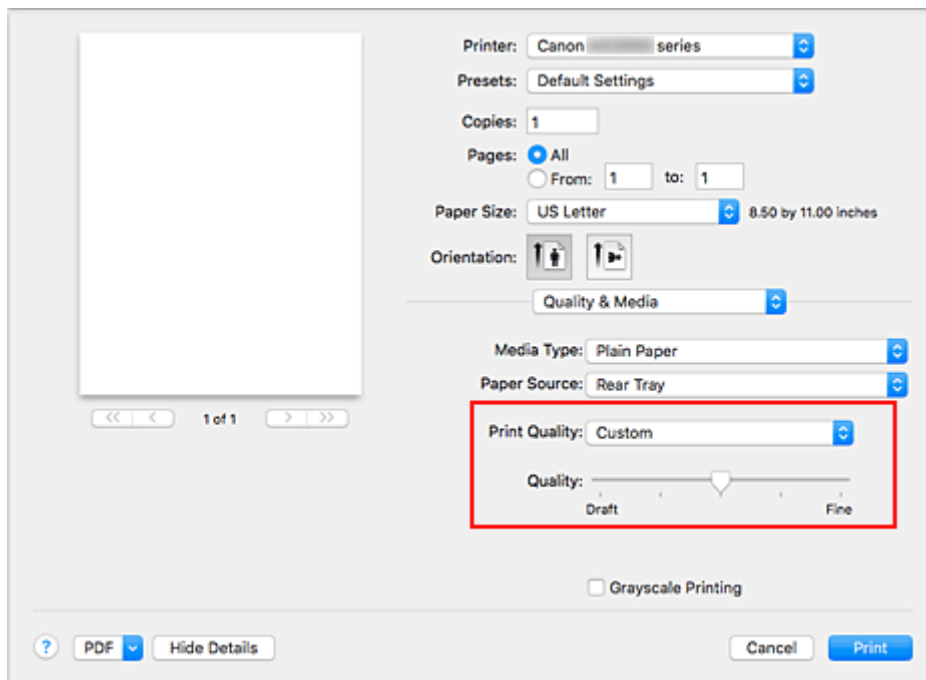 Printer: Canon series
Presets: Default Settings
Copies: 1
Pages: All
From: 1 to: 1
Paper Size: US Letter 8.50 by 11.00 inches
Orientation:
Quality & Media
Media Type: Plain Paper
Paper Source: Rear Tray
<< < 1 of 1 > >>
Print Quality: Custom
Quality:
Draft Fine
Grayscale Printing
? PDF Hide Details Cancel Print